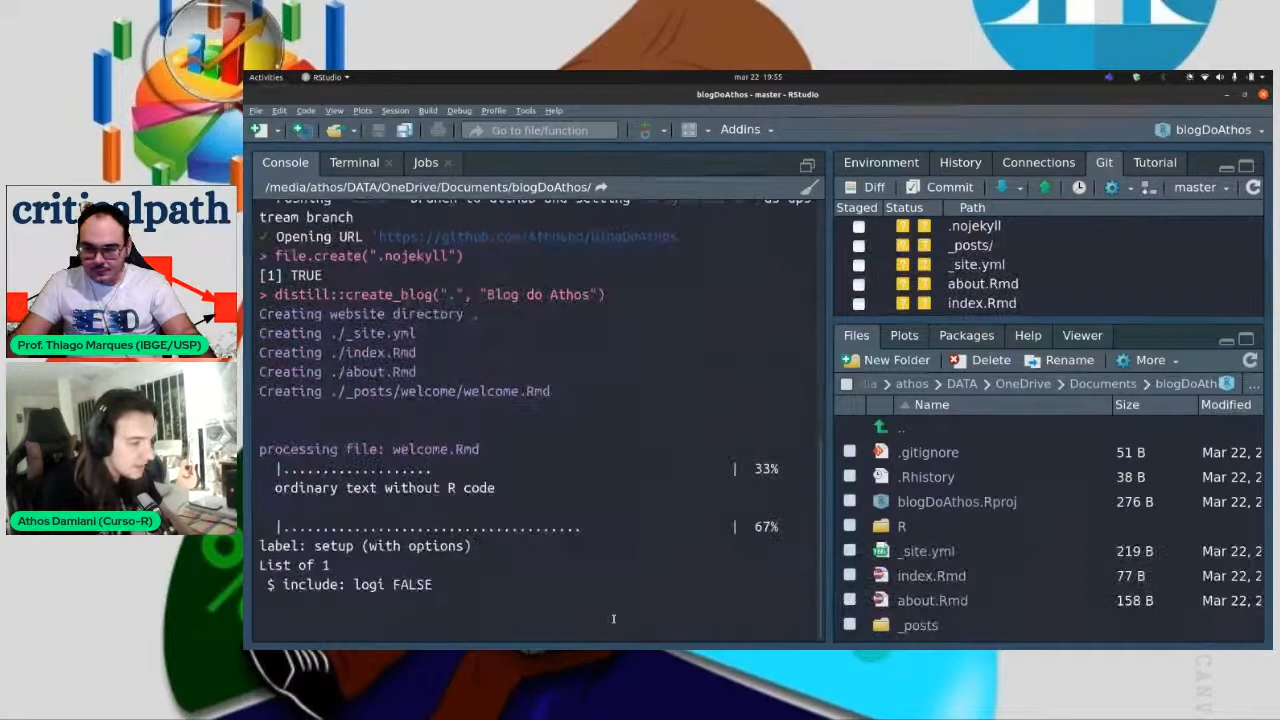 Activities
RStudio
mar 22 19:55
blogDoAthos - master - RStudio
File Edit Code View Plots Session Build Debug Profile Tools Help
Go to file/function
Addins
blogDoAthos
Console Terminal Jobs
/media/athos/DATA/OneDrive/Documents/blogDoAthos/
tream branch
✓ Opening URL
> file.create(".nojekyll")
[1] TRUE
> distill::create_blog(".", "Blog do Athos")
Creating website directory .
Creating ./_site.yml
Creating ./index.Rmd
Creating ./about.Rmd
Creating ./_posts/welcome/welcome.Rmd
processing file: welcome.Rmd
|................... | 33%
ordinary text without R code
|...................................... | 67%
label: setup (with options)
List of 1
$ include: logi FALSE
Environment History Connections Git Tutorial
Diff Commit master
Staged Status Path
.nojekyll
_posts/
_site.yml
about.Rmd
index.Rmd
Files Plots Packages Help Viewer
New Folder Delete Rename More
athos DATA OneDrive Documents blogDoAth ...
Name Size Modified
..
.gitignore 51 B Mar 22, 2
.Rhistory 38 B Mar 22, 2
blogDoAthos.Rproj 276 B Mar 22, 2
R
_site.yml 219 B Mar 22, 2
index.Rmd 77 B Mar 22, 2
about.Rmd 158 B Mar 22, 2
_posts
criticalpath
Prof. Thiago Marques (IBGE/USP)
Athos Damiani (Curso-R)